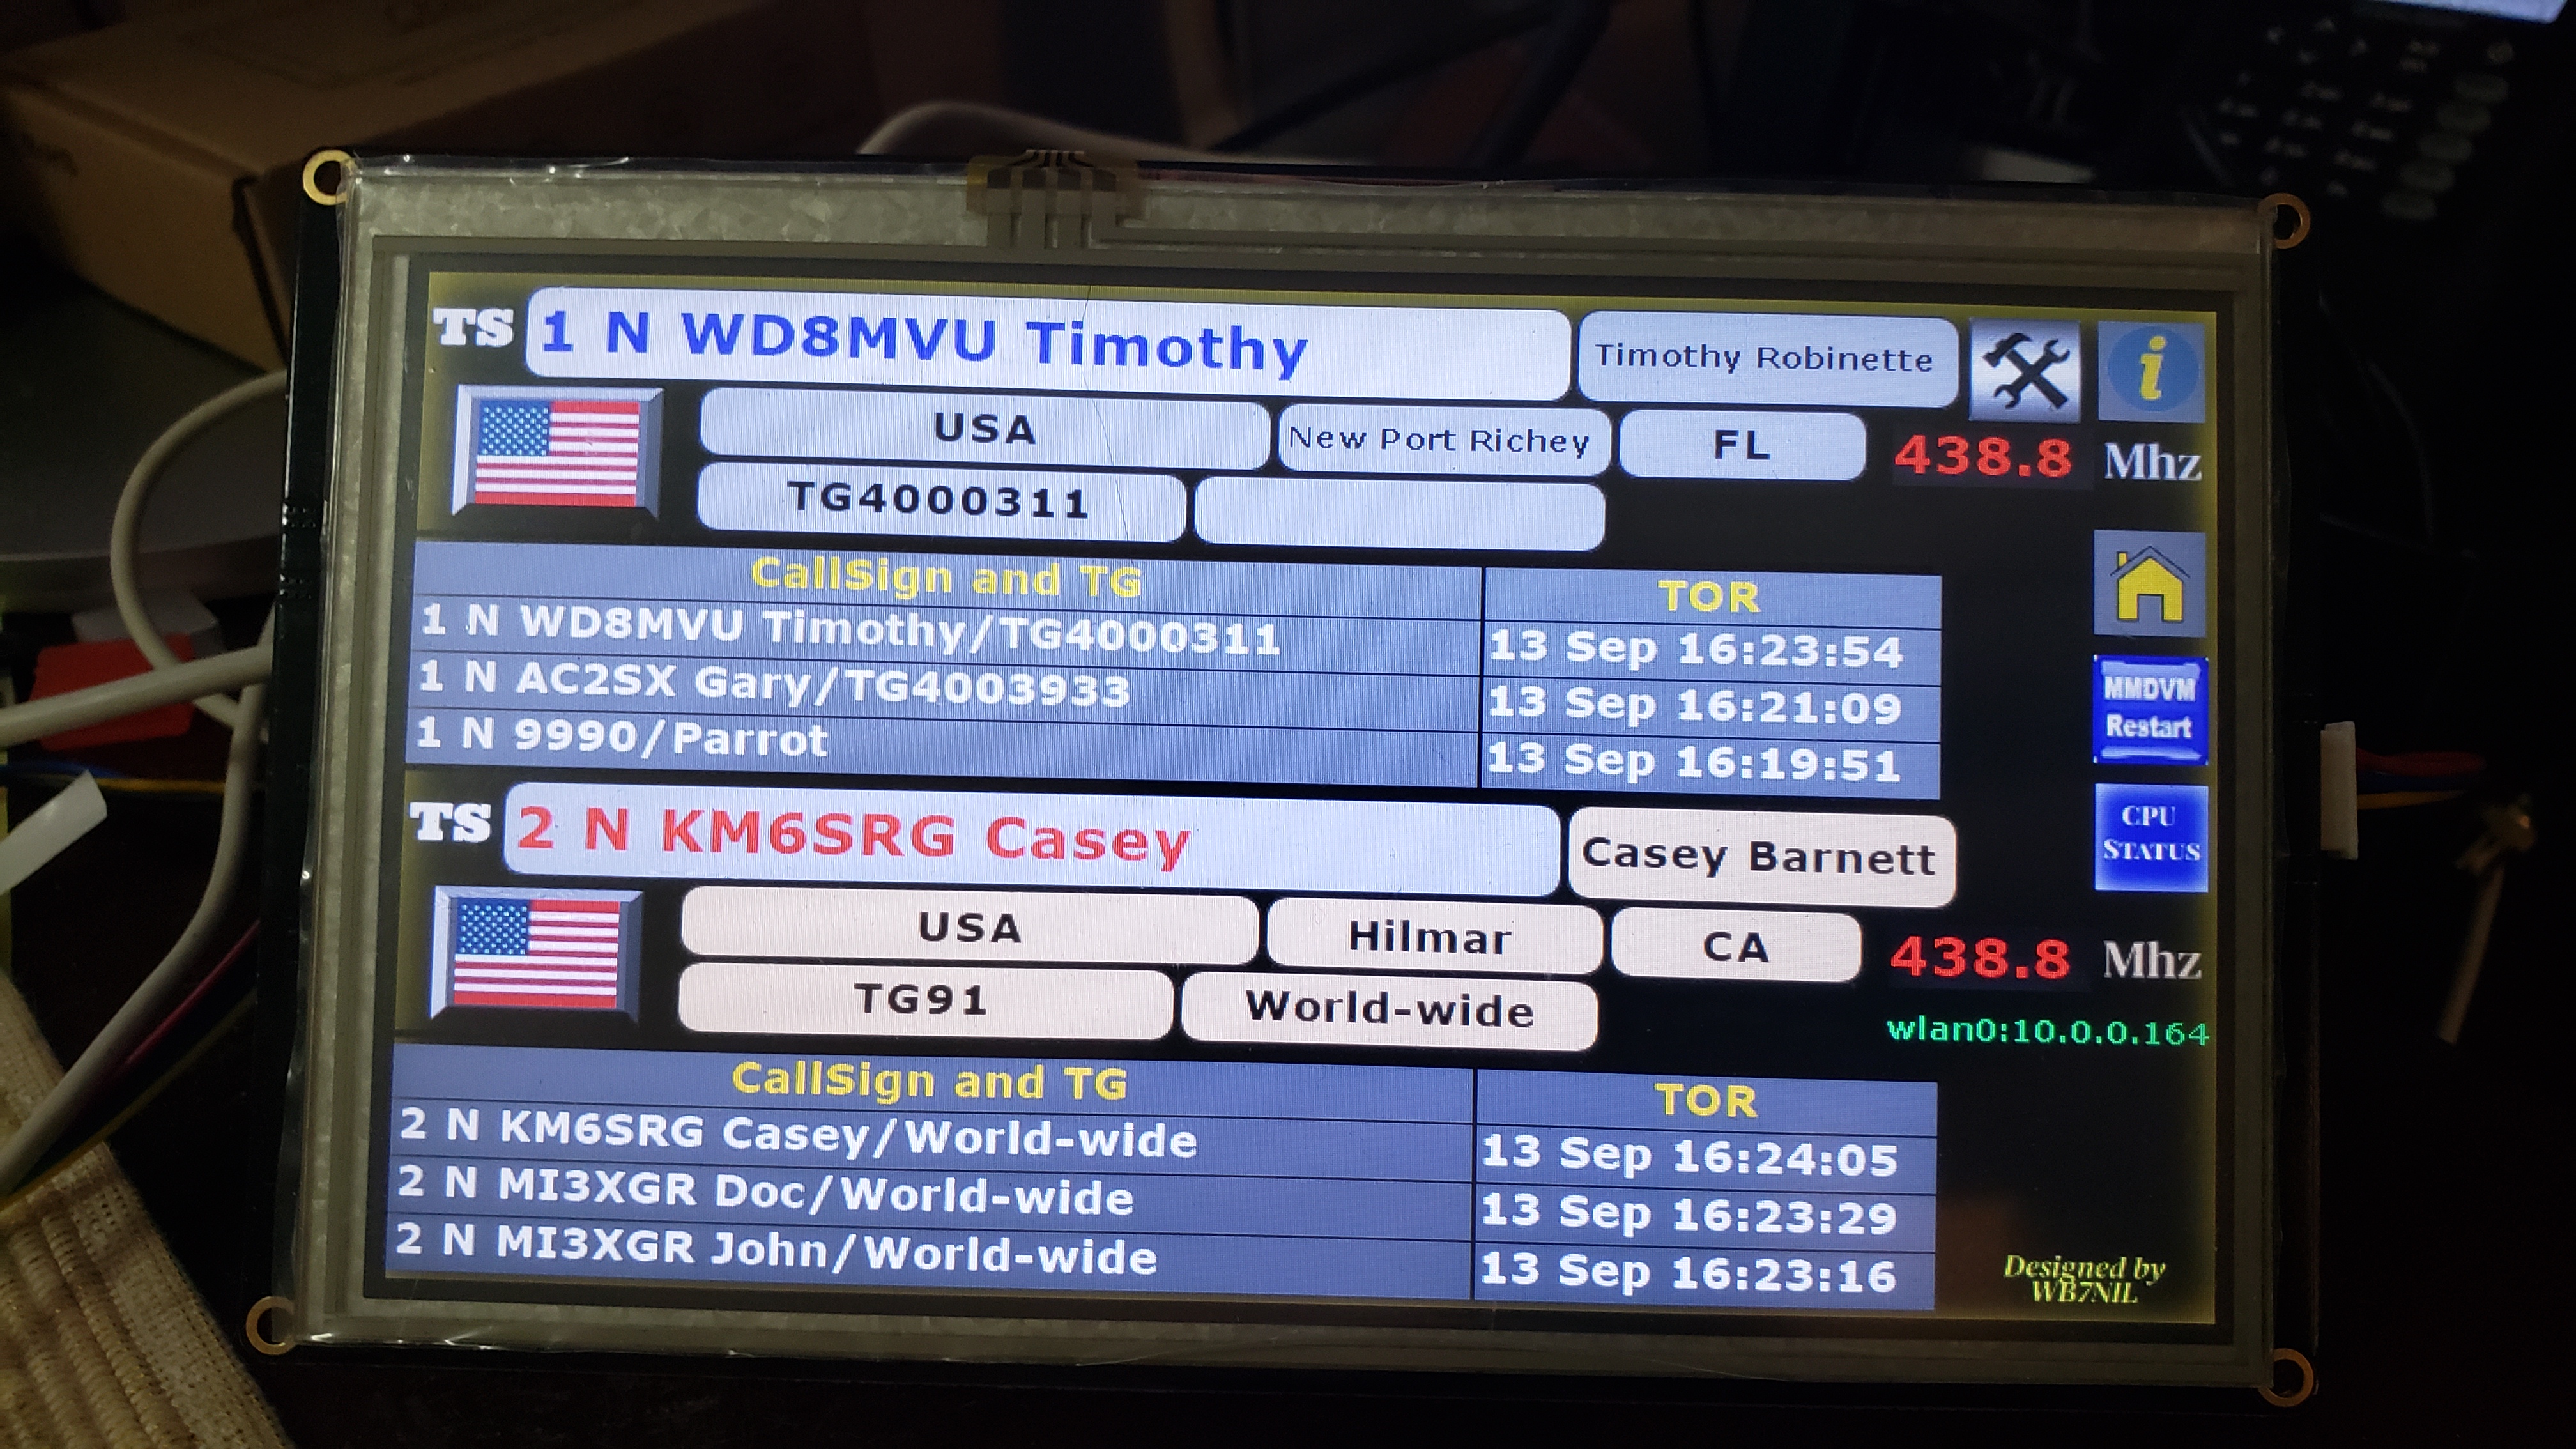 TS 1 N WD8MVU Timothy Timothy Robinette
USA New Port Richey FL 438.8 Mhz
TG4000311
CallSign and TG TOR
1 N WD8MVU Timothy/TG4000311 13 Sep 16:23:54
1 N AC2SX Gary/TG4003933 13 Sep 16:21:09
1 N 9990/Parrot 13 Sep 16:19:51
MMDVM
Restart
TS 2 N KM6SRG Casey Casey Barnett
CPU
STATUS
USA Hilmar CA 438.8 Mhz
TG91 World-wide
wlan0:10.0.0.164
CallSign and TG TOR
2 N KM6SRG Casey/World-wide 13 Sep 16:24:05
2 N MI3XGR Doc/World-wide 13 Sep 16:23:29
2 N MI3XGR John/World-wide 13 Sep 16:23:16
Designed by
WB7NIL